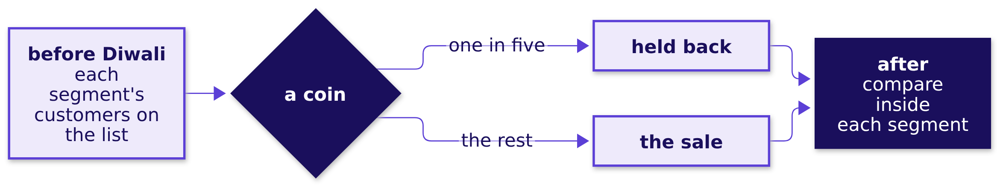 before Diwali
each
segment's
customers on
the list
a coin
one in five
the rest
held back
the sale
after
compare
inside
each segment